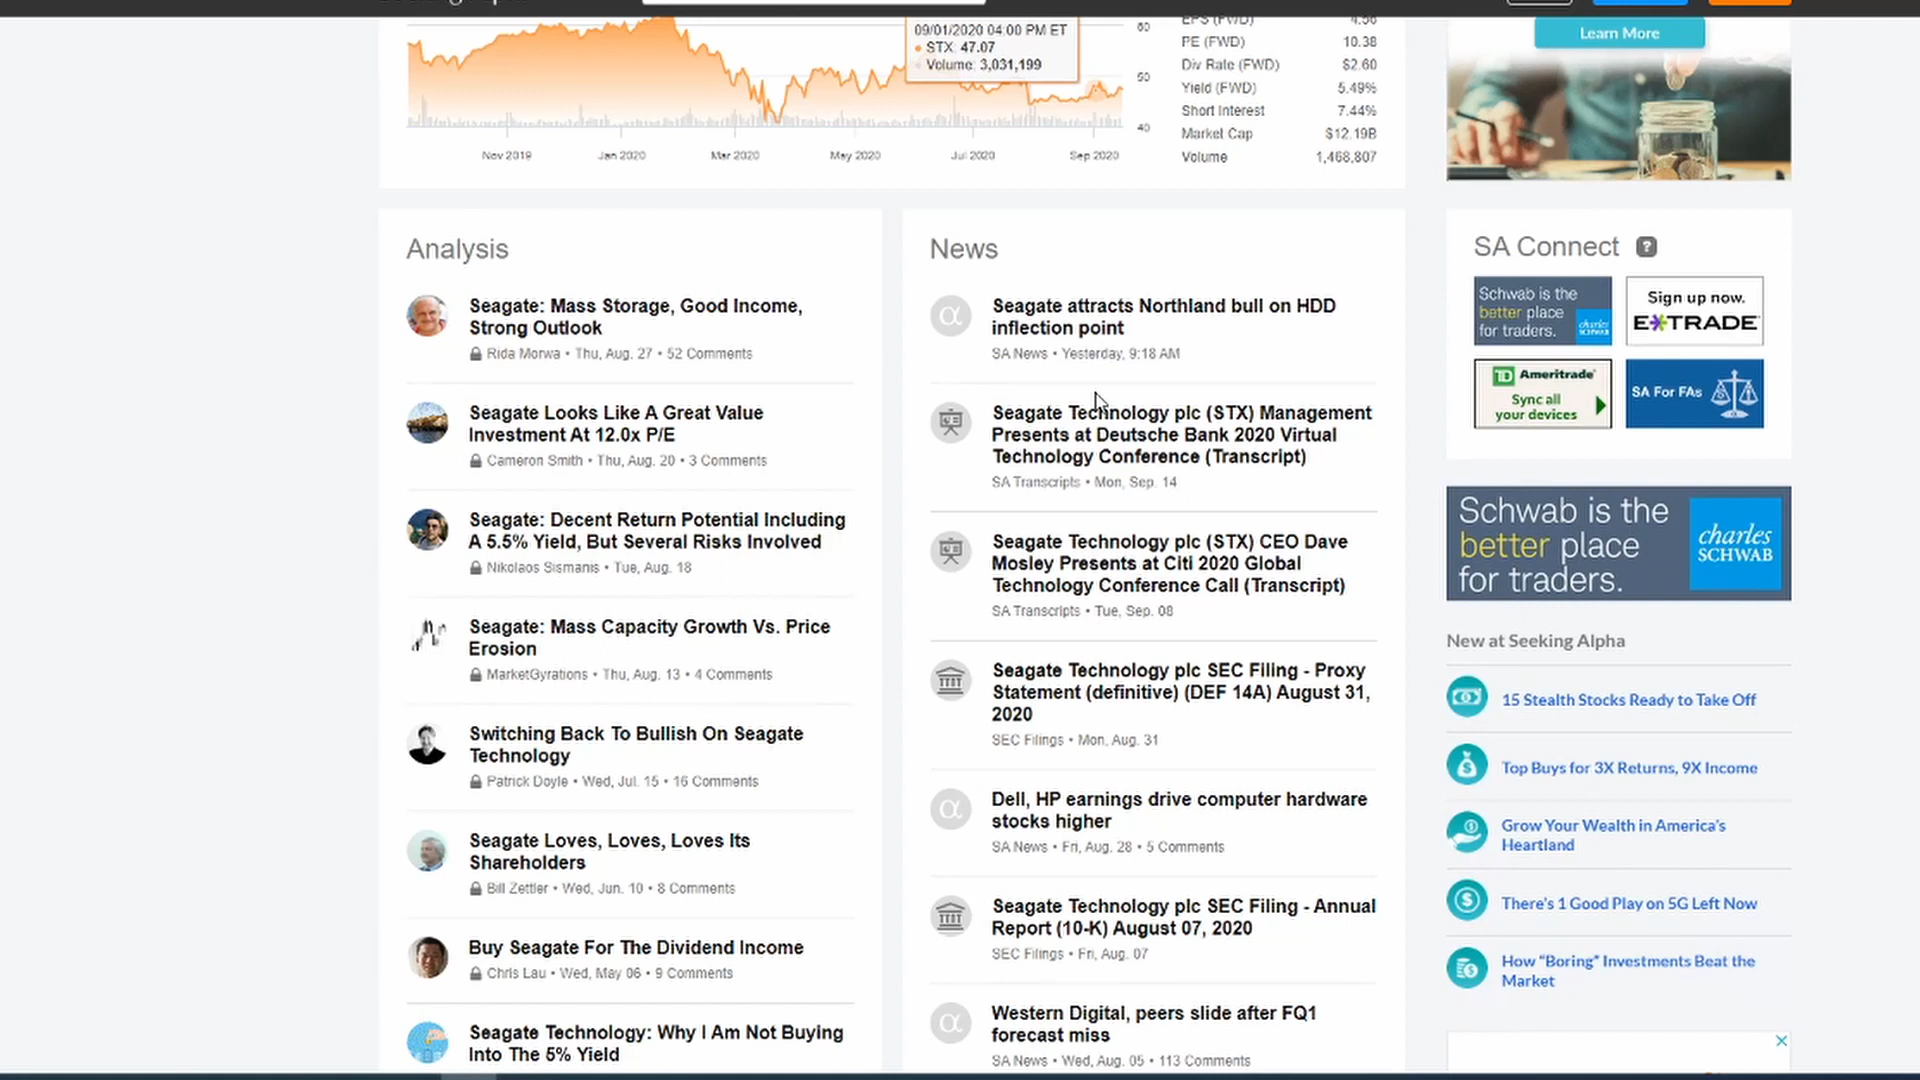 09/01/2020 04:00 PM ET
STX: 47.07
Volume: 3,031,199
60
50
40
Nov 2019
Jan 2020
Mar 2020
May 2020
Jul 2020
Sep 2020
EPS (FWD) 4.56
PE (FWD) 10.38
Div Rate (FWD) $2.60
Yield (FWD) 5.49%
Short Interest 7.44%
Market Cap $12.19B
Volume 1,468,807
Learn More
Analysis
Seagate: Mass Storage, Good Income,
Strong Outlook
Rida Morwa • Thu, Aug. 27 • 52 Comments
Seagate Looks Like A Great Value
Investment At 12.0x P/E
Cameron Smith • Thu, Aug. 20 • 3 Comments
Seagate: Decent Return Potential Including
A 5.5% Yield, But Several Risks Involved
Nikolaos Sismanis • Tue, Aug. 18
Seagate: Mass Capacity Growth Vs. Price
Erosion
MarketGyrations • Thu, Aug. 13 • 4 Comments
Switching Back To Bullish On Seagate
Technology
Patrick Doyle • Wed, Jul. 15 • 16 Comments
Seagate Loves, Loves, Loves Its
Shareholders
Bill Zettler • Wed, Jun. 10 • 8 Comments
Buy Seagate For The Dividend Income
Chris Lau • Wed, May 06 • 9 Comments
Seagate Technology: Why I Am Not Buying
Into The 5% Yield
News
Seagate attracts Northland bull on HDD
inflection point
SA News • Yesterday, 9:18 AM
Seagate Technology plc (STX) Management
Presents at Deutsche Bank 2020 Virtual
Technology Conference (Transcript)
SA Transcripts • Mon, Sep. 14
Seagate Technology plc (STX) CEO Dave
Mosley Presents at Citi 2020 Global
Technology Conference Call (Transcript)
SA Transcripts • Tue, Sep. 08
Seagate Technology plc SEC Filing - Proxy
Statement (definitive) (DEF 14A) August 31,
2020
SEC Filings • Mon, Aug. 31
Dell, HP earnings drive computer hardware
stocks higher
SA News • Fri, Aug. 28 • 5 Comments
Seagate Technology plc SEC Filing - Annual
Report (10-K) August 07, 2020
SEC Filings • Fri, Aug. 07
Western Digital, peers slide after FQ1
forecast miss
SA News • Wed, Aug. 05 • 113 Comments
SA Connect ?
Schwab is the
better place
for traders.
charles
SCHWAB
Sign up now.
E*TRADE
TD Ameritrade
Sync all
your devices
SA For FAs
Schwab is the
better place
for traders.
charles
SCHWAB
New at Seeking Alpha
15 Stealth Stocks Ready to Take Off
Top Buys for 3X Returns, 9X Income
Grow Your Wealth in America's
Heartland
There's 1 Good Play on 5G Left Now
How "Boring" Investments Beat the
Market